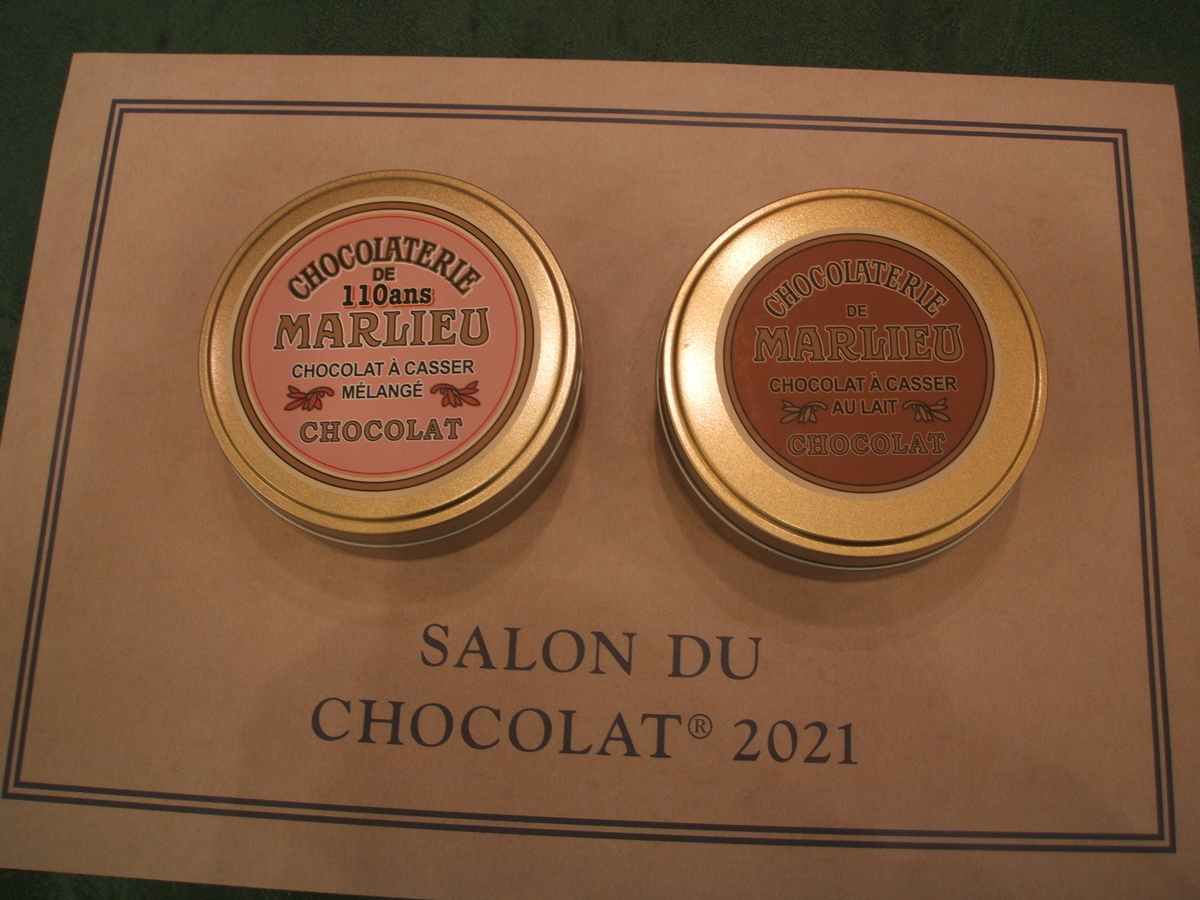 CHOCOLATERIE
DE
110ans
MARLIEU
CHOCOLAT À CASSER
MÉLANGÉ
CHOCOLAT
CHOCOLATERIE
DE
MARLIEU
CHOCOLAT À CASSER
AU LAIT
CHOCOLAT
SALON DU
CHOCOLAT® 2021